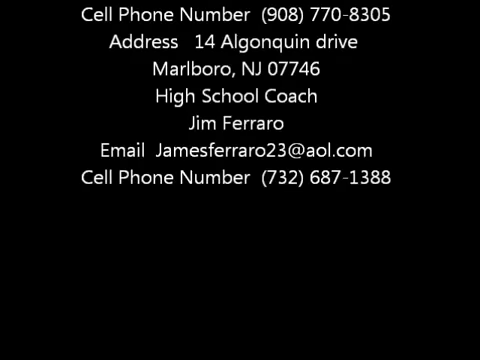 Cell Phone Number  (908) 770-8305
Address   14 Algonquin drive
Marlboro, NJ 07746
High School Coach
Jim Ferraro
Email  Jamesferraro23@aol.com
Cell Phone Number  (732) 687-1388